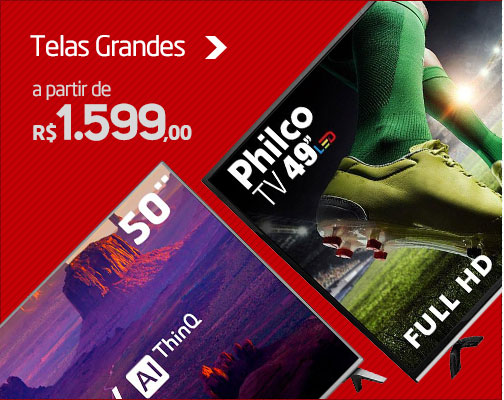 Telas Grandes
a partir de
R$1.599,00
Philco
TV 49" LED
FULL HD
50"
AI ThinQ